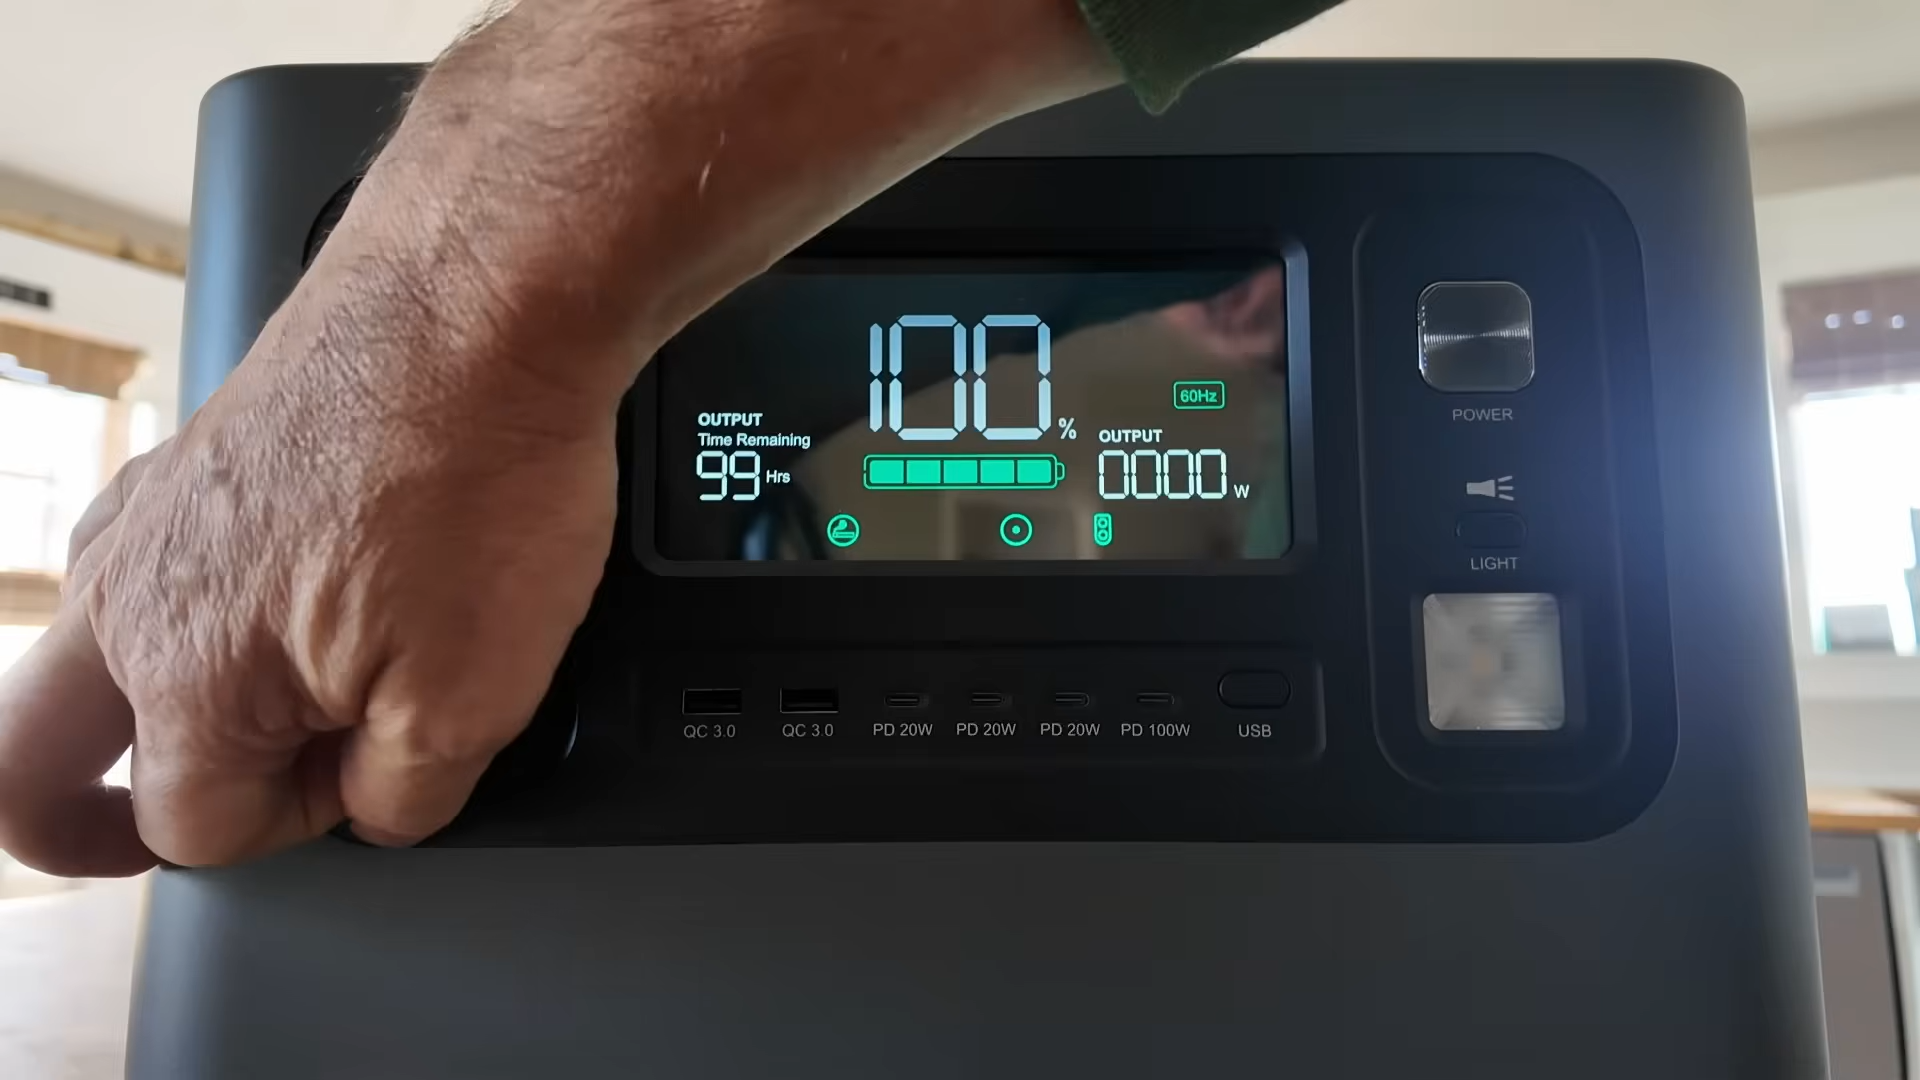 100%
60Hz
OUTPUT
Time Remaining
99 Hrs
OUTPUT
0000 W
POWER
LIGHT
QC 3.0 QC 3.0 PD 20W PD 20W PD 20W PD 100W USB